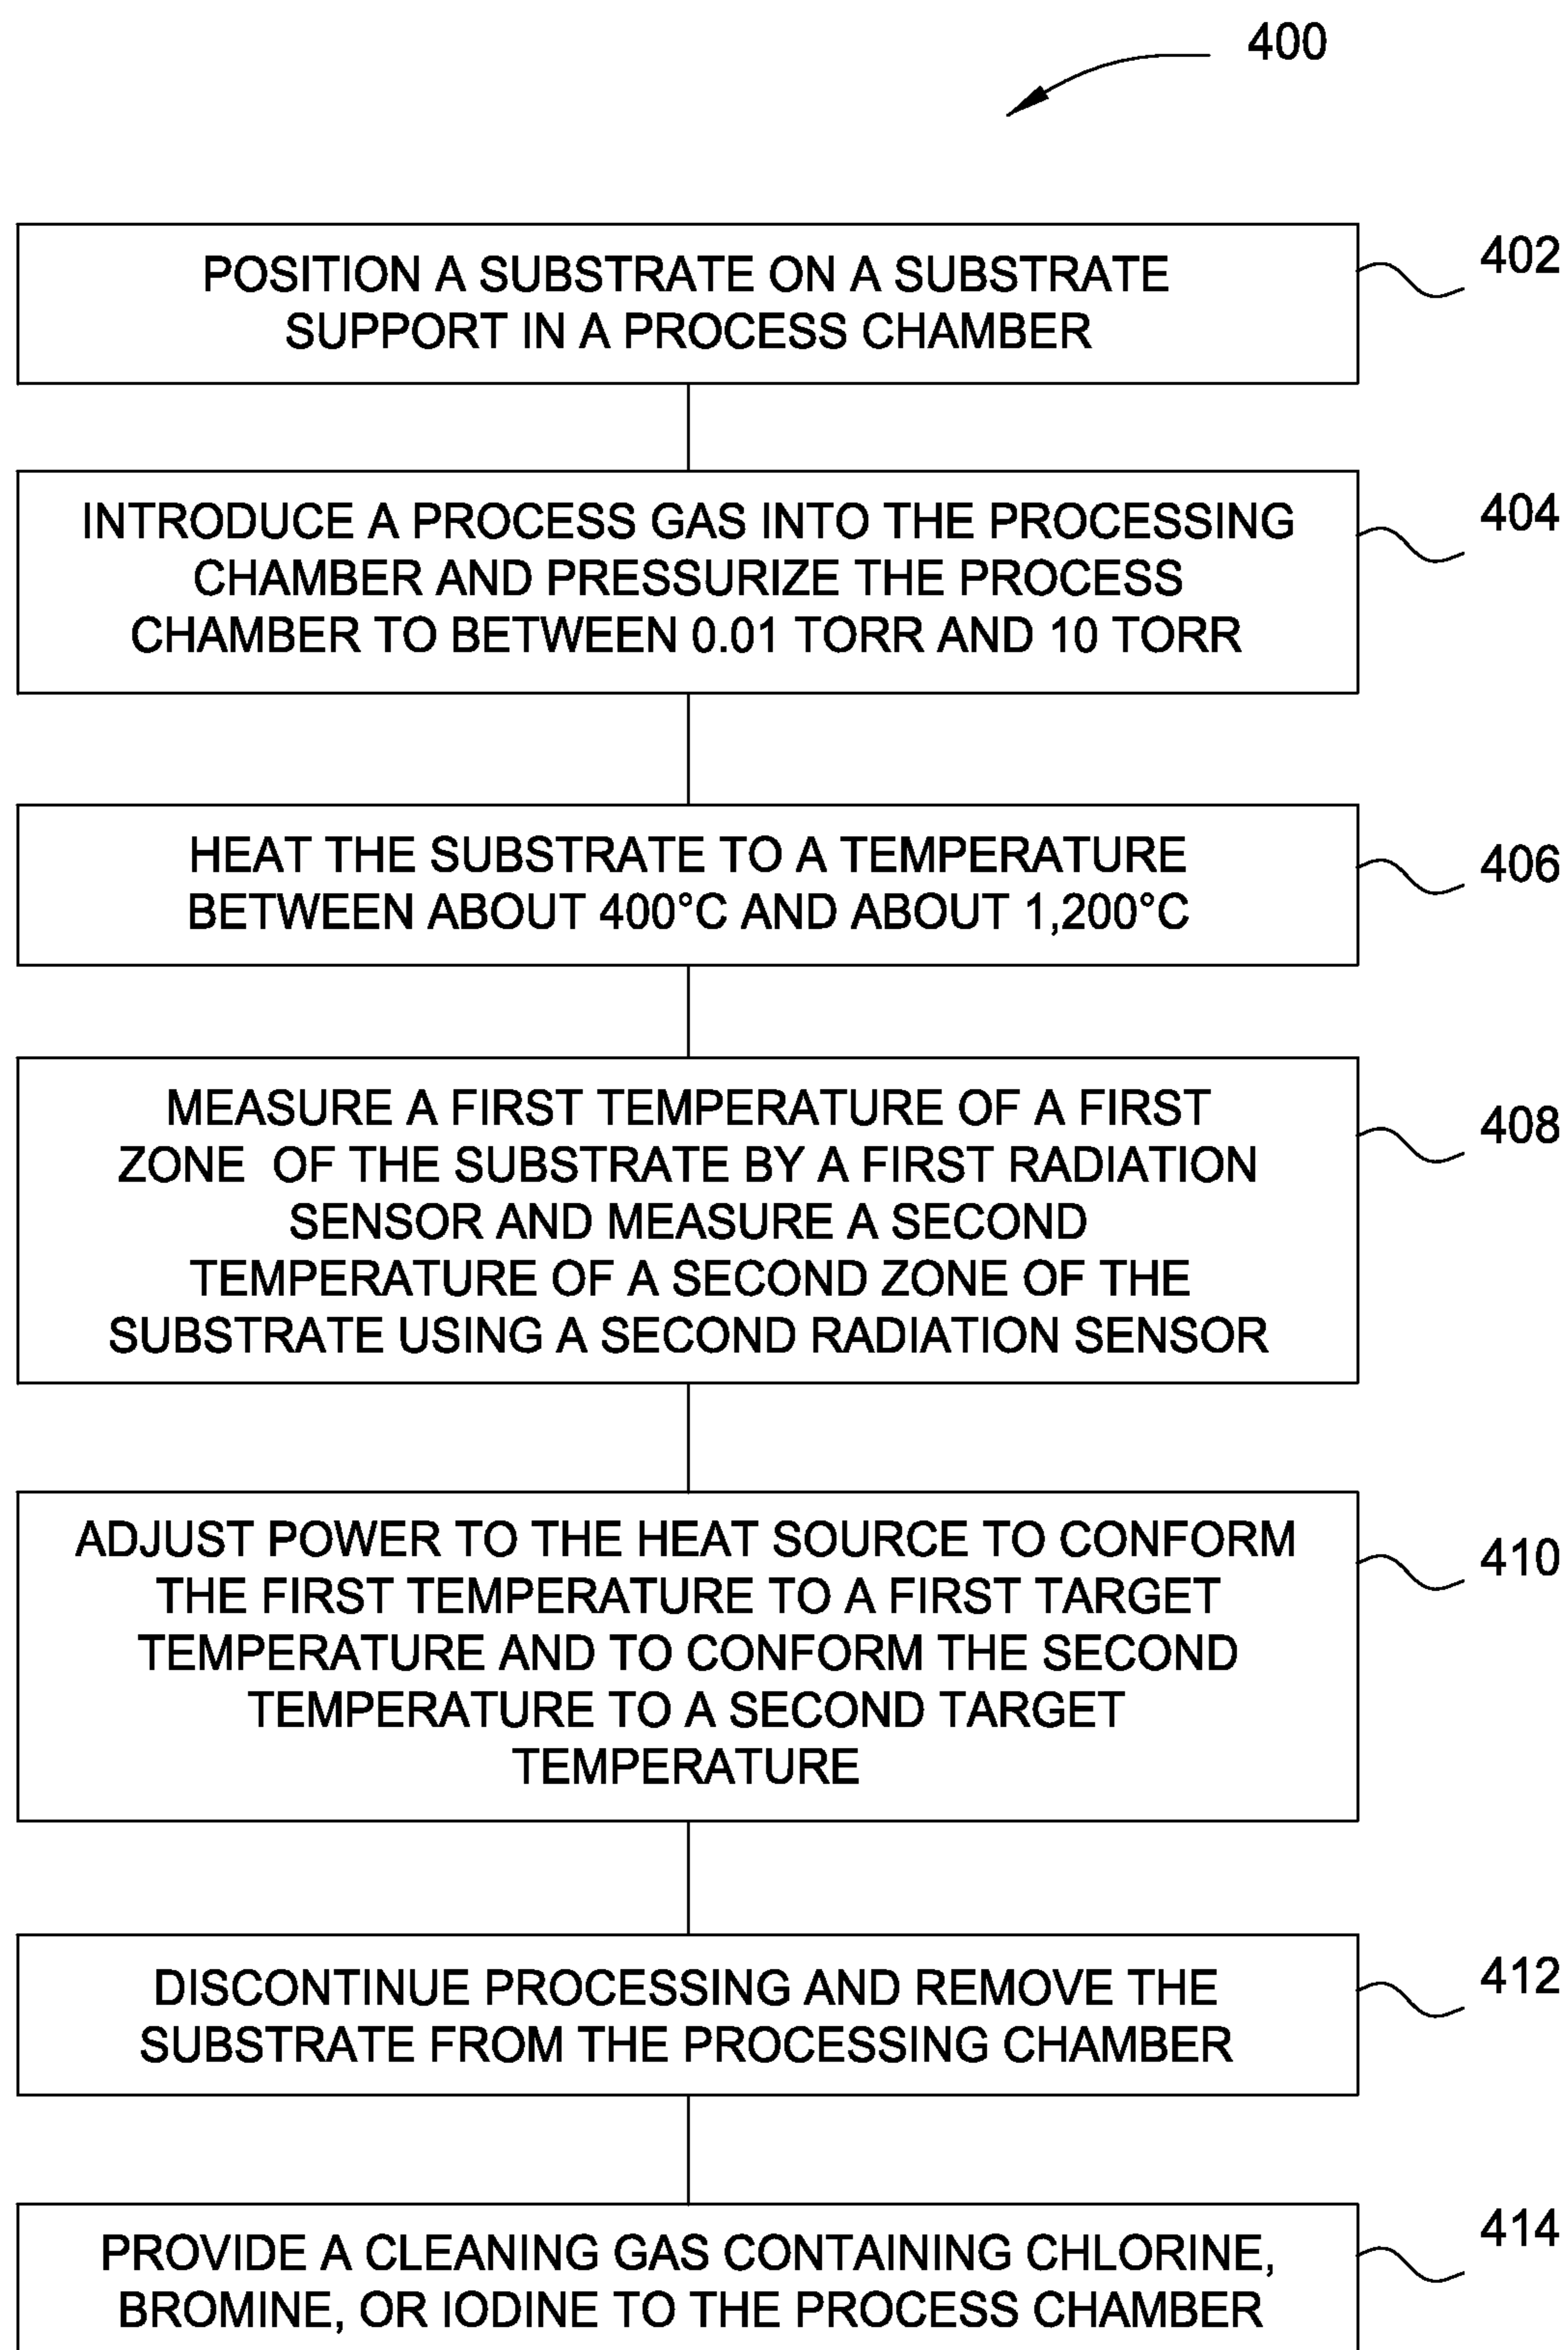 400
POSITION A SUBSTRATE ON A SUBSTRATE
SUPPORT IN A PROCESS CHAMBER
402
INTRODUCE A PROCESS GAS INTO THE PROCESSING
CHAMBER AND PRESSURIZE THE PROCESS
CHAMBER TO BETWEEN 0.01 TORR AND 10 TORR
404
HEAT THE SUBSTRATE TO A TEMPERATURE
BETWEEN ABOUT 400°C AND ABOUT 1,200°C
406
MEASURE A FIRST TEMPERATURE OF A FIRST
ZONE OF THE SUBSTRATE BY A FIRST RADIATION
SENSOR AND MEASURE A SECOND
TEMPERATURE OF A SECOND ZONE OF THE
SUBSTRATE USING A SECOND RADIATION SENSOR
408
ADJUST POWER TO THE HEAT SOURCE TO CONFORM
THE FIRST TEMPERATURE TO A FIRST TARGET
TEMPERATURE AND TO CONFORM THE SECOND
TEMPERATURE TO A SECOND TARGET
TEMPERATURE
410
DISCONTINUE PROCESSING AND REMOVE THE
SUBSTRATE FROM THE PROCESSING CHAMBER
412
PROVIDE A CLEANING GAS CONTAINING CHLORINE,
BROMINE, OR IODINE TO THE PROCESS CHAMBER
414